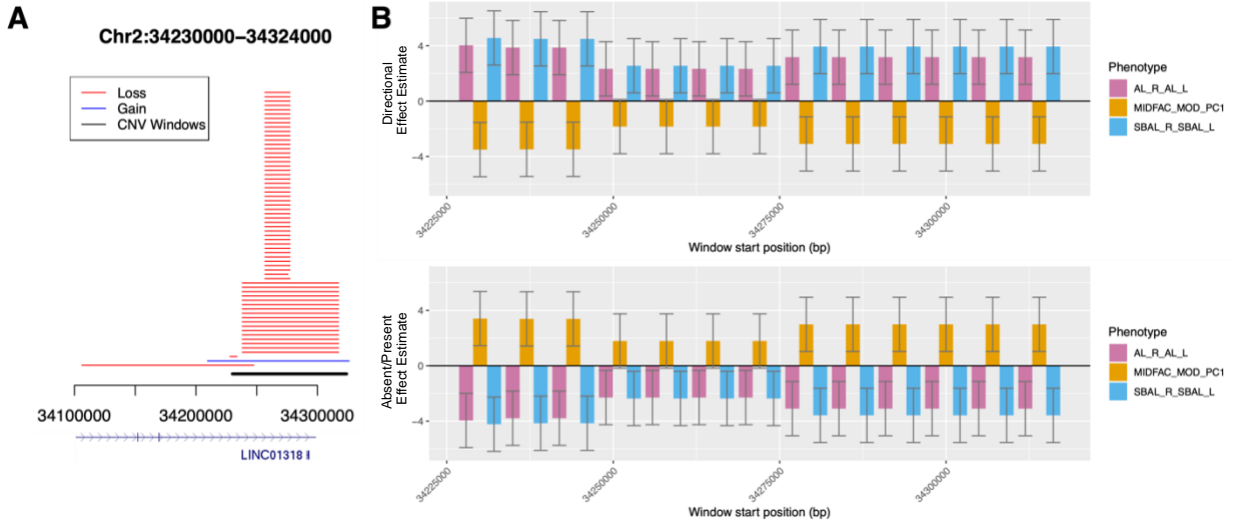 A
Chr2:34230000–34324000
Loss
Gain
CNV Windows
34100000
34200000
34300000
LINC01318
B
Directional
Effect Estimate
4
0
−4
34225000
34250000
34275000
34300000
Window start position (bp)
Phenotype
AL_R_AL_L
MIDFAC_MOD_PC1
SBAL_R_SBAL_L
Absent/Present
Effect Estimate
4
0
−4
34225000
34250000
34275000
34300000
Window start position (bp)
Phenotype
AL_R_AL_L
MIDFAC_MOD_PC1
SBAL_R_SBAL_L